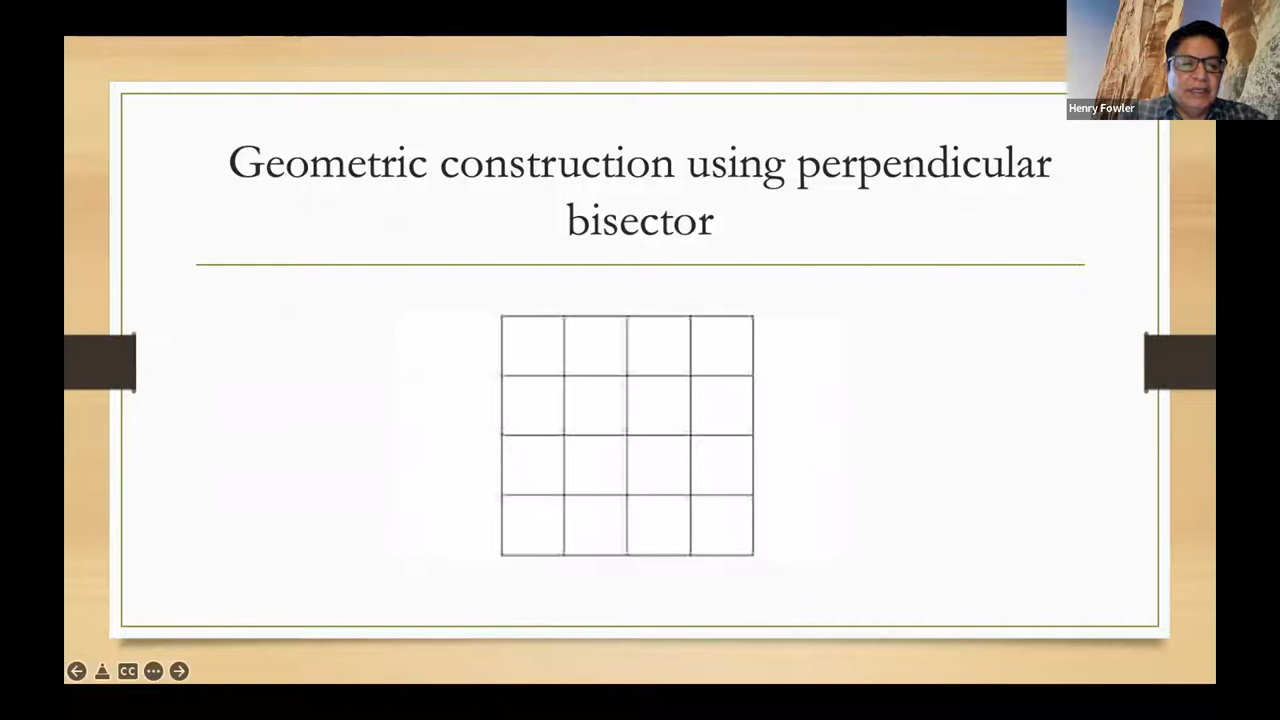 Henry Fowler
Geometric construction using perpendicular
bisector
CC